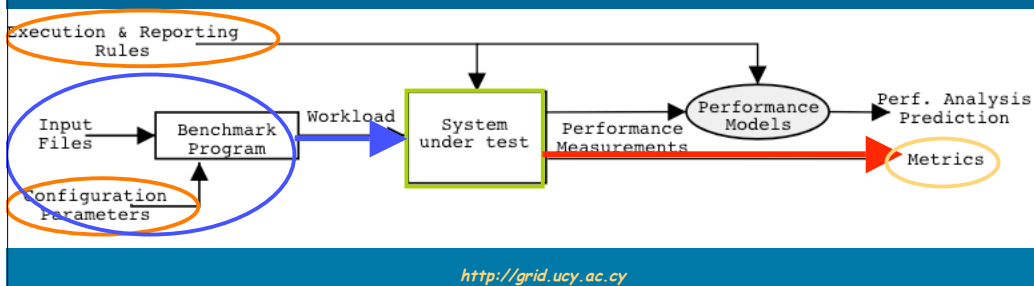 Execution & Reporting
Rules
Input
Files
Benchmark
Program
Configuration
Parameters
Workload
System
under test
Performance
Measurements
Performance
Models
Perf. Analysis
Prediction
Metrics
http://grid.ucy.ac.cy